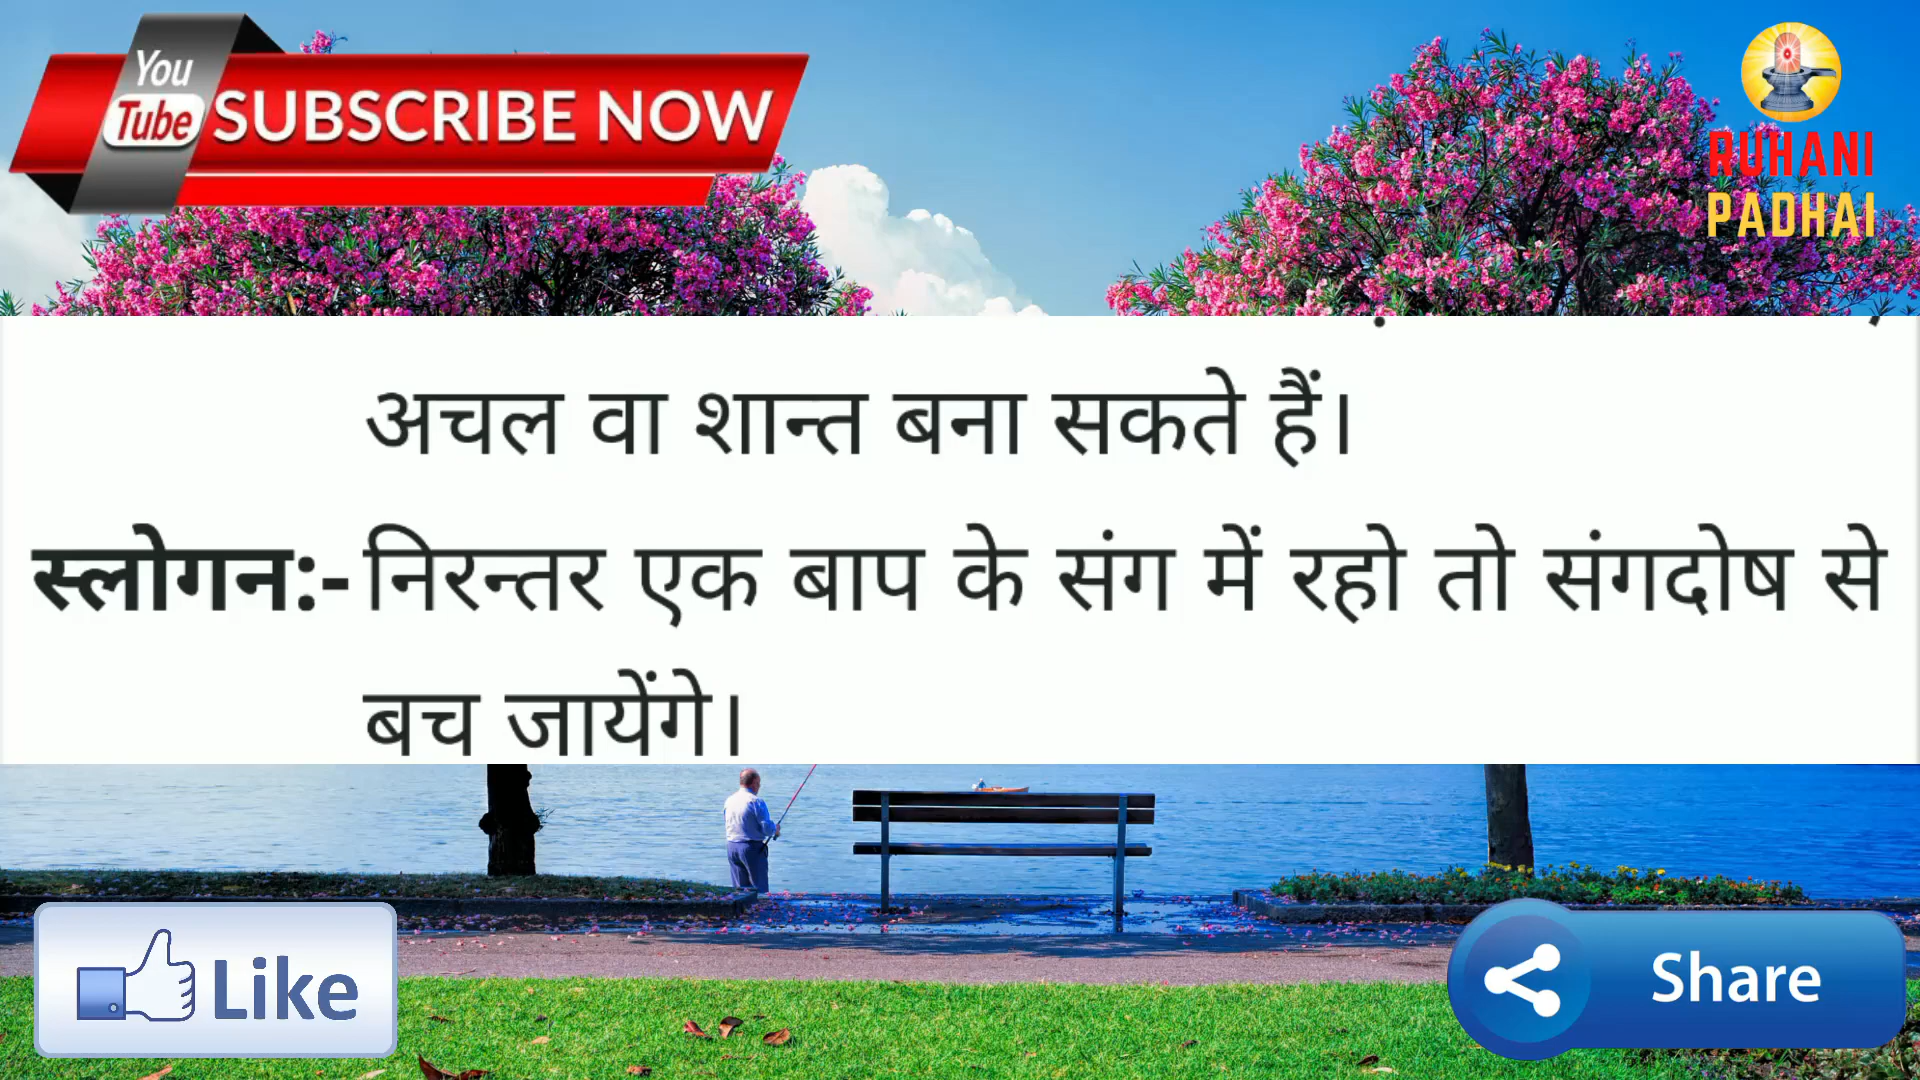 You
Tube SUBSCRIBE NOW
RUHANI
PADHAI
अचल वा शान्त बना सकते हैं।
स्लोगन:- निरन्तर एक बाप के संग में रहो तो संगदोष से
बच जायेंगे।
Like
Share